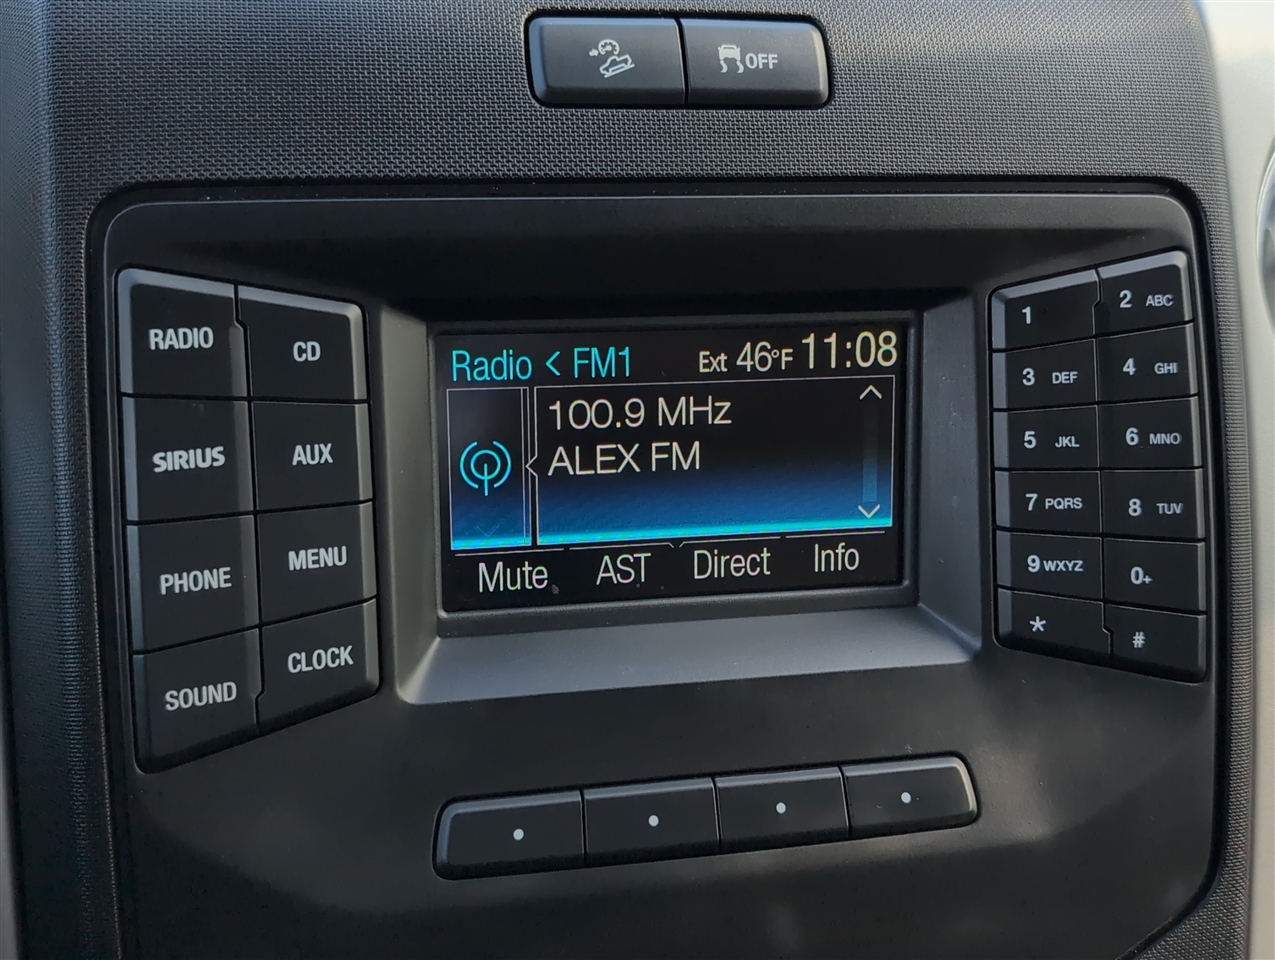 OFF
RADIO
CD
SIRIUS
AUX
PHONE
MENU
SOUND
CLOCK
Radio < FM1 Ext 46°F 11:08
100.9 MHz
ALEX FM
Mute AST Direct Info
1
2 ABC
3 DEF
4 GHI
5 JKL
6 MNO
7 PQRS
8 TUV
9 WXYZ
0+
*
#